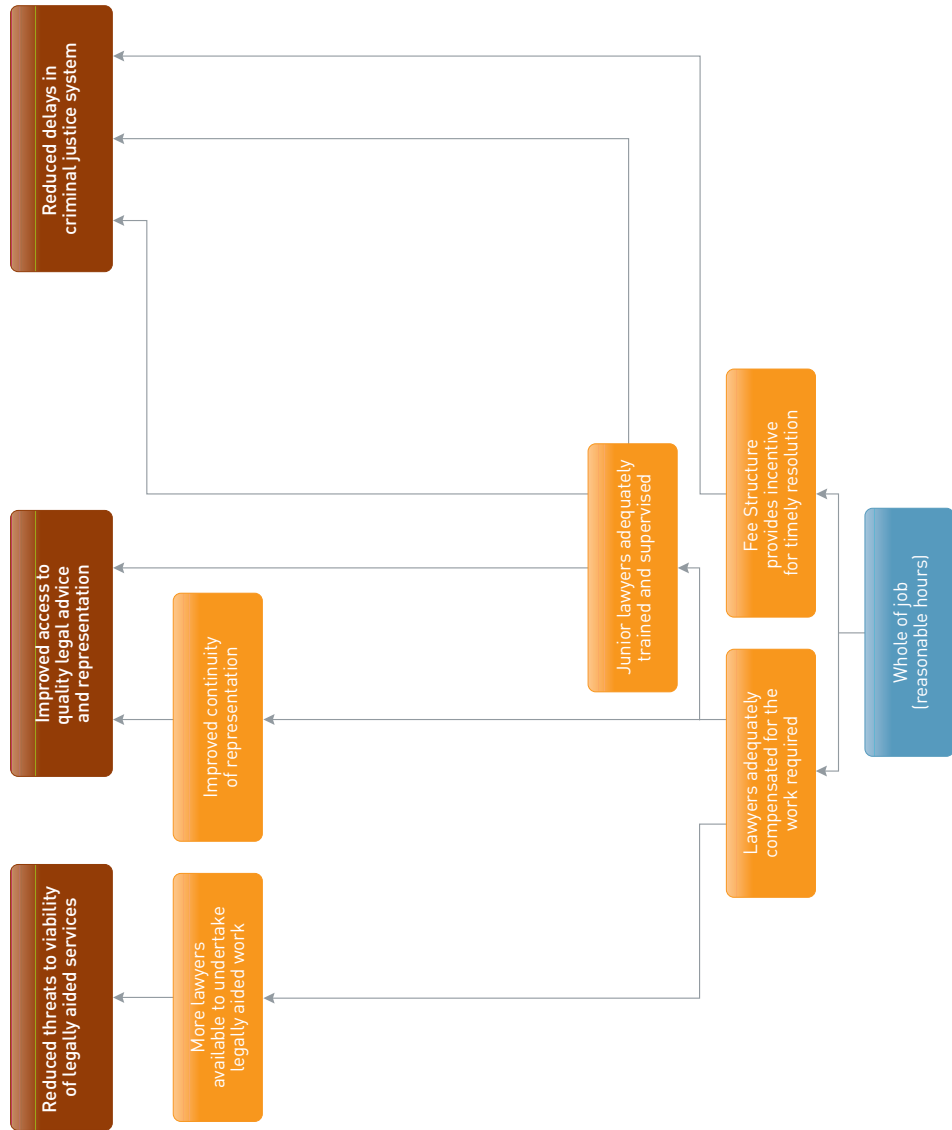 Reduced threats to viability
of legally aided services
Improved access to
quality legal advice
and representation
Reduced delays in
criminal justice system
More lawyers
available to undertake
legally aided work
Improved continuity
of representation
Junior lawyers adequately
trained and supervised
Lawyers adequately
compensated for the
work required
Fee Structure
provides incentive
for timely resolution
Whole of job
(reasonable hours)